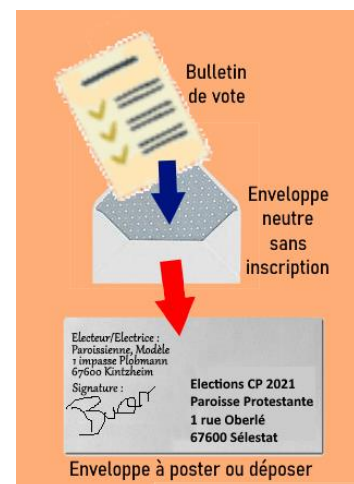 Bulletin
de vote
Enveloppe
neutre
sans
inscription
Electeur/Electrice :
Paroissienne, Modèle
1 impasse Plobmann
67600 Kintzheim
Signature :
Elections CP 2021
Paroisse Protestante
1 rue Oberlé
67600 Sélestat
Enveloppe à poster ou déposer